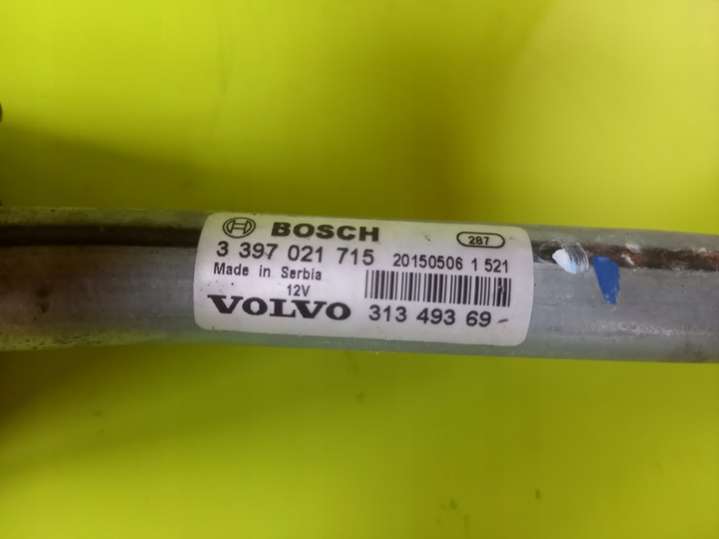 BOSCH 287
3 397 021 715 20150506 1 521
Made in Serbia
12V
VOLVO 313 493 69-